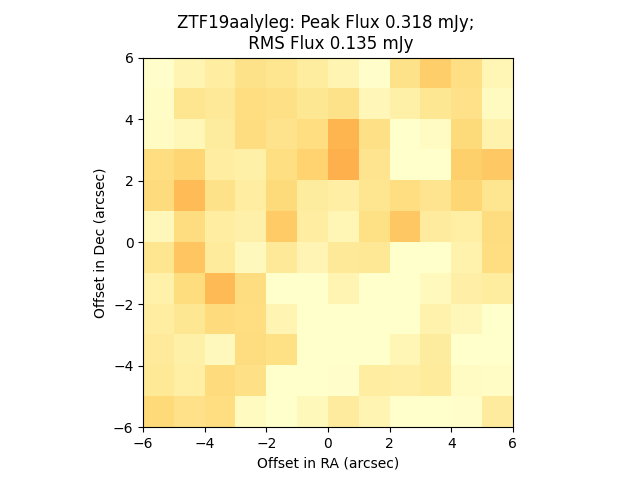 ZTF19aalyleg: Peak Flux 0.318 mJy;
RMS Flux 0.135 mJy
6
4
2
0
−2
−4
−6
Offset in Dec (arcsec)
−6 −4 −2 0 2 4 6
Offset in RA (arcsec)